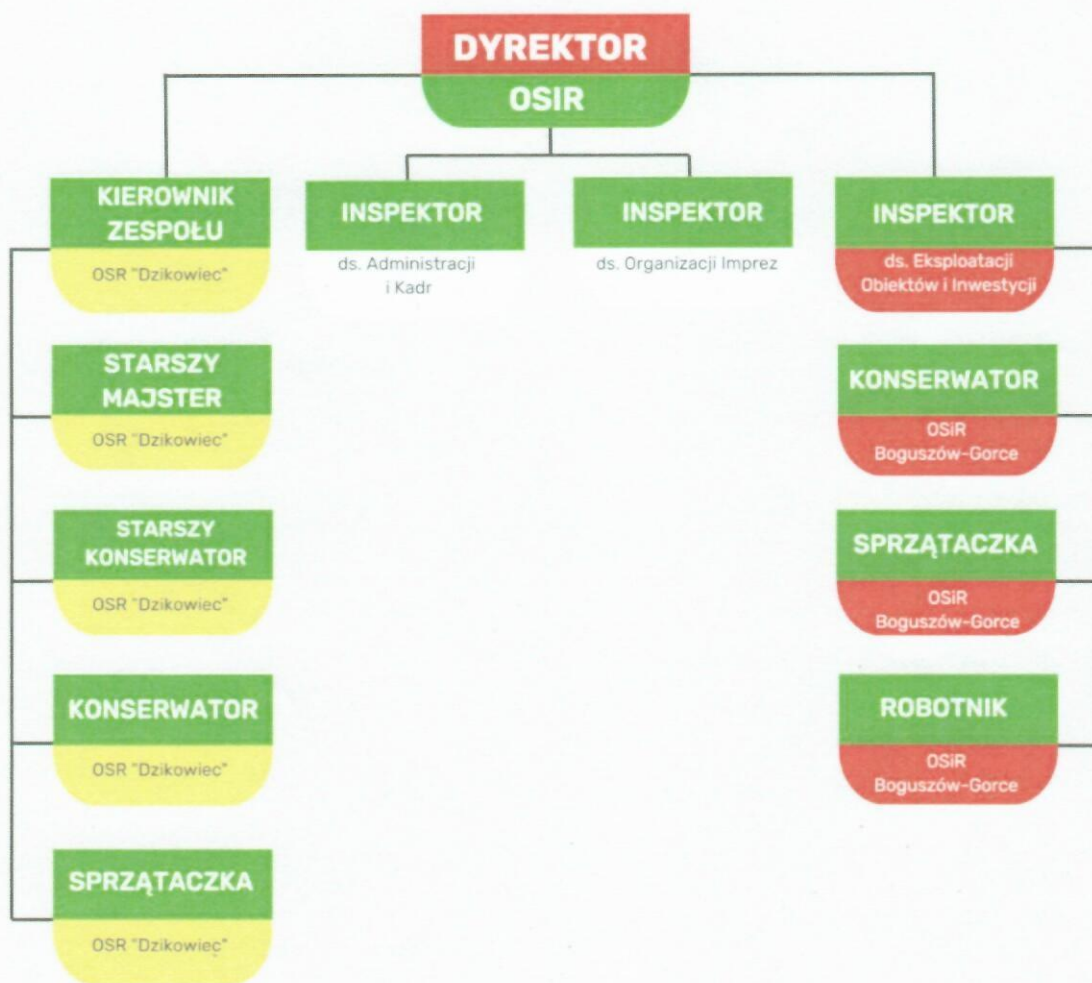 DYREKTOR
OSIR
KIEROWNIK
ZESPOŁU
OSR "Dzikowiec"
INSPEKTOR
ds. Administracji
i Kadr
INSPEKTOR
ds. Organizacji Imprez
INSPEKTOR
ds. Eksploatacji
Obiektów i Inwestycji
STARSZY
MAJSTER
OSR "Dzikowiec"
KONSERWATOR
OSiR
Boguszów-Gorce
STARSZY
KONSERWATOR
OSR "Dzikowiec"
SPRZĄTACZKA
OSiR
Boguszów-Gorce
KONSERWATOR
OSR "Dzikowiec"
ROBOTNIK
OSiR
Boguszów-Gorce
SPRZĄTACZKA
OSR "Dzikowiec"